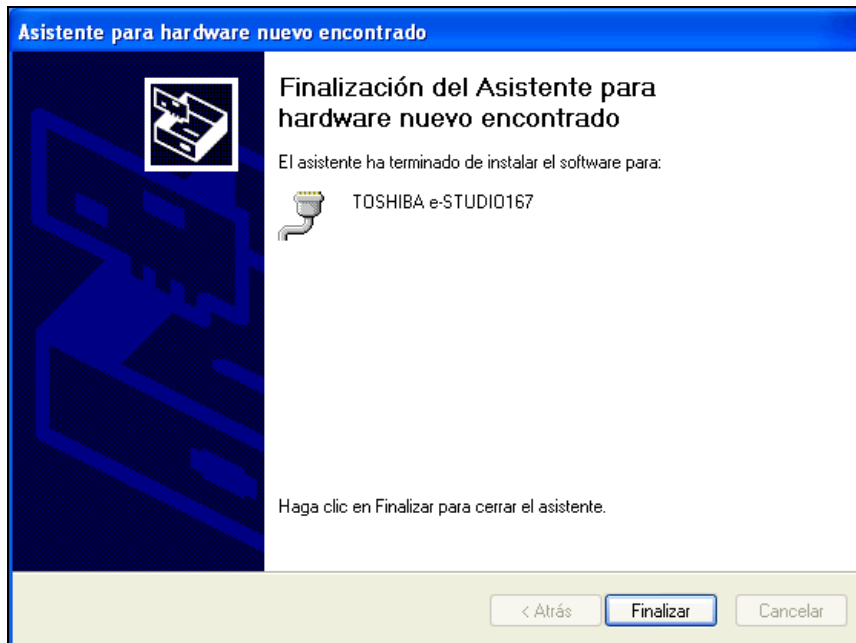 Asistente para hardware nuevo encontrado
Finalización del Asistente para
hardware nuevo encontrado
El asistente ha terminado de instalar el software para:
TOSHIBA e-STUDIO167
Haga clic en Finalizar para cerrar el asistente.
< Atrás
Finalizar
Cancelar